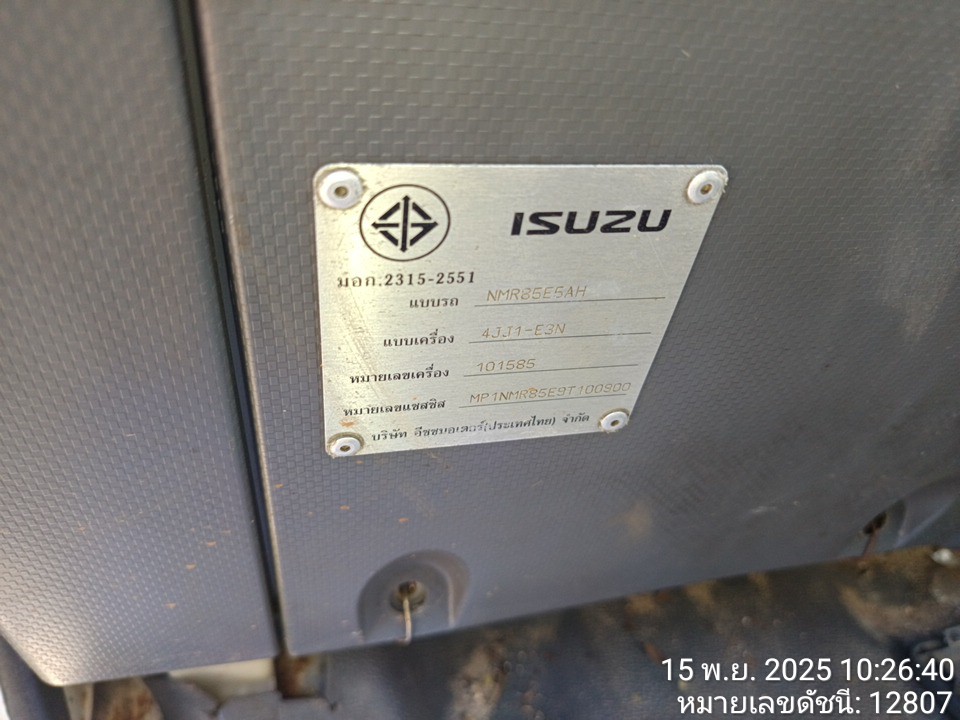 ISUZU
มอก.2315-2551
แบบรถ NMR85E5AH
แบบเครื่อง 4JJ1-E3N
หมายเลขเครื่อง 101585
หมายเลขแชสซิส MP1NMR85E9T100900
บริษัท อีซูซุมอเตอร์(ประเทศไทย) จำกัด
15 พ.ย. 2025 10:26:40
หมายเลขดัชนี: 12807